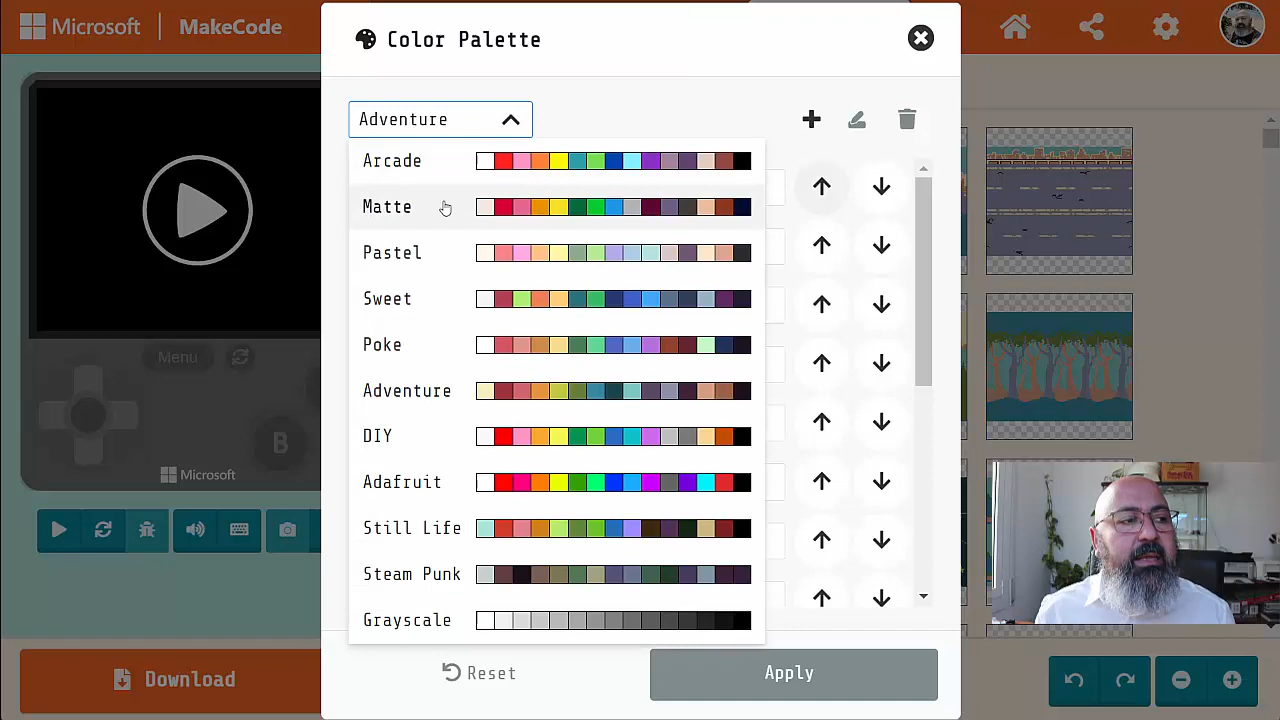 Microsoft | MakeCode
Color Palette
Adventure
Arcade
Matte
Pastel
Sweet
Poke
Adventure
DIY
Adafruit
Still Life
Steam Punk
Grayscale
Menu
B
Microsoft
Download
Reset
Apply